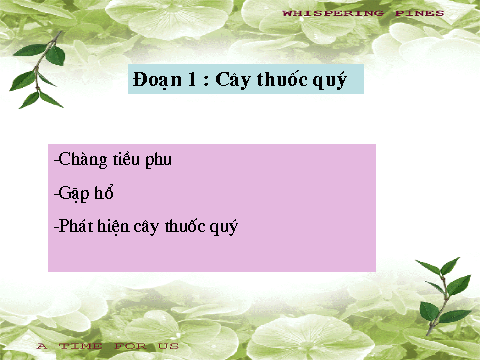 WHISPERING PINES
Đoạn 1 : Cây thuốc quý
-Chàng tiều phu
-Gặp hổ
-Phát hiện cây thuốc quý
A TIME FOR US